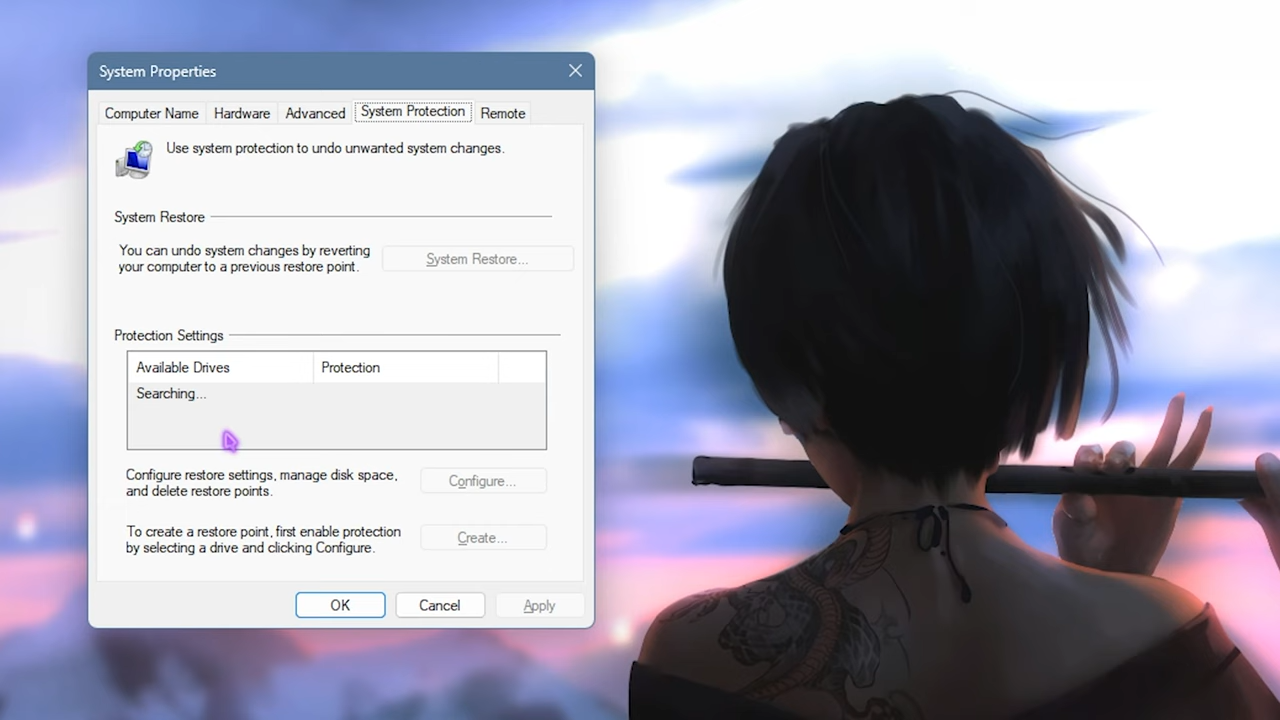 System Properties
Computer Name
Hardware
Advanced
System Protection
Remote
Use system protection to undo unwanted system changes.
System Restore
You can undo system changes by reverting
your computer to a previous restore point.
System Restore...
Protection Settings
Available Drives
Protection
Searching...
Configure restore settings, manage disk space,
and delete restore points.
Configure...
To create a restore point, first enable protection
by selecting a drive and clicking Configure.
Create...
OK
Cancel
Apply